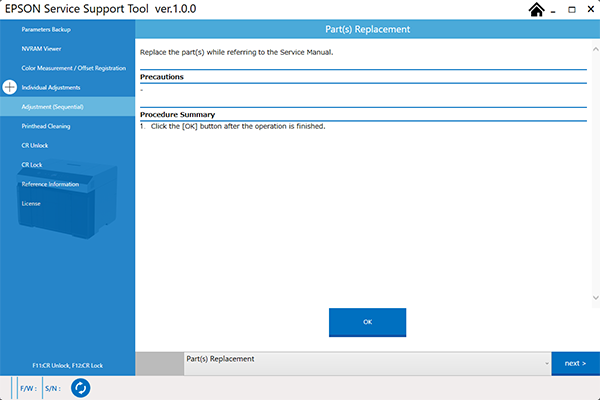 EPSON Service Support Tool ver.1.0.0
Parameters Backup
NVRAM Viewer
Color Measurement / Offset Registration
Individual Adjustments
Adjustment (Sequential)
Printhead Cleaning
CR Unlock
CR Lock
Reference Information
License
F11:CR Unlock, F12:CR Lock
Part(s) Replacement
Replace the part(s) while referring to the Service Manual.
Precautions
-
Procedure Summary
1. Click the [OK] button after the operation is finished.
OK
Part(s) Replacement
next >
F/W : S/N :